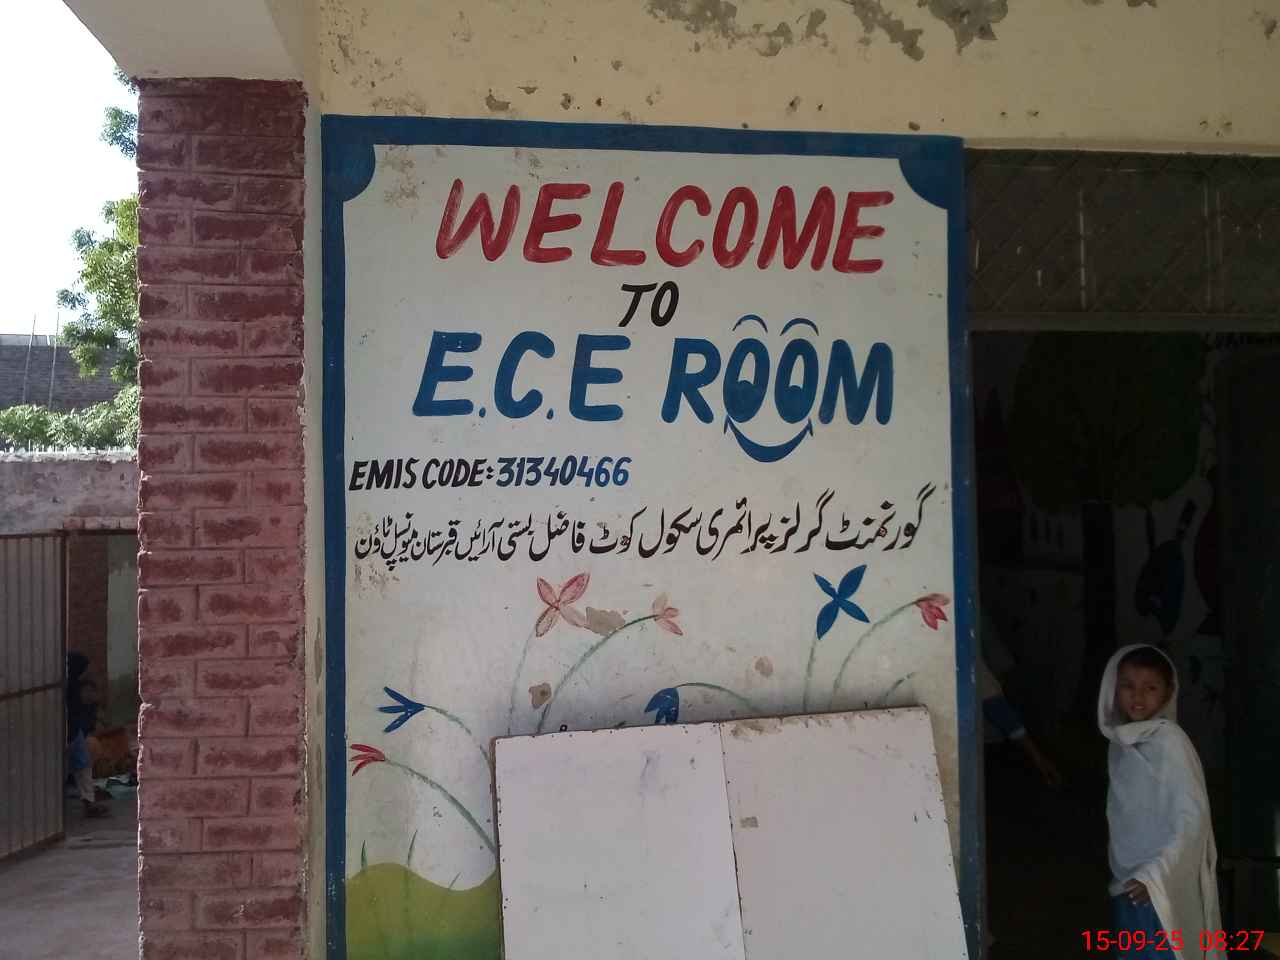 WELCOME
TO
E.C.E ROOM
EMIS CODE: 31340466
گورنمنٹ گرلز پرائمری سکول کوٹ فاضل بستی آرائیں قبرستان میونسپل ٹاؤن
15-09-25 08:27